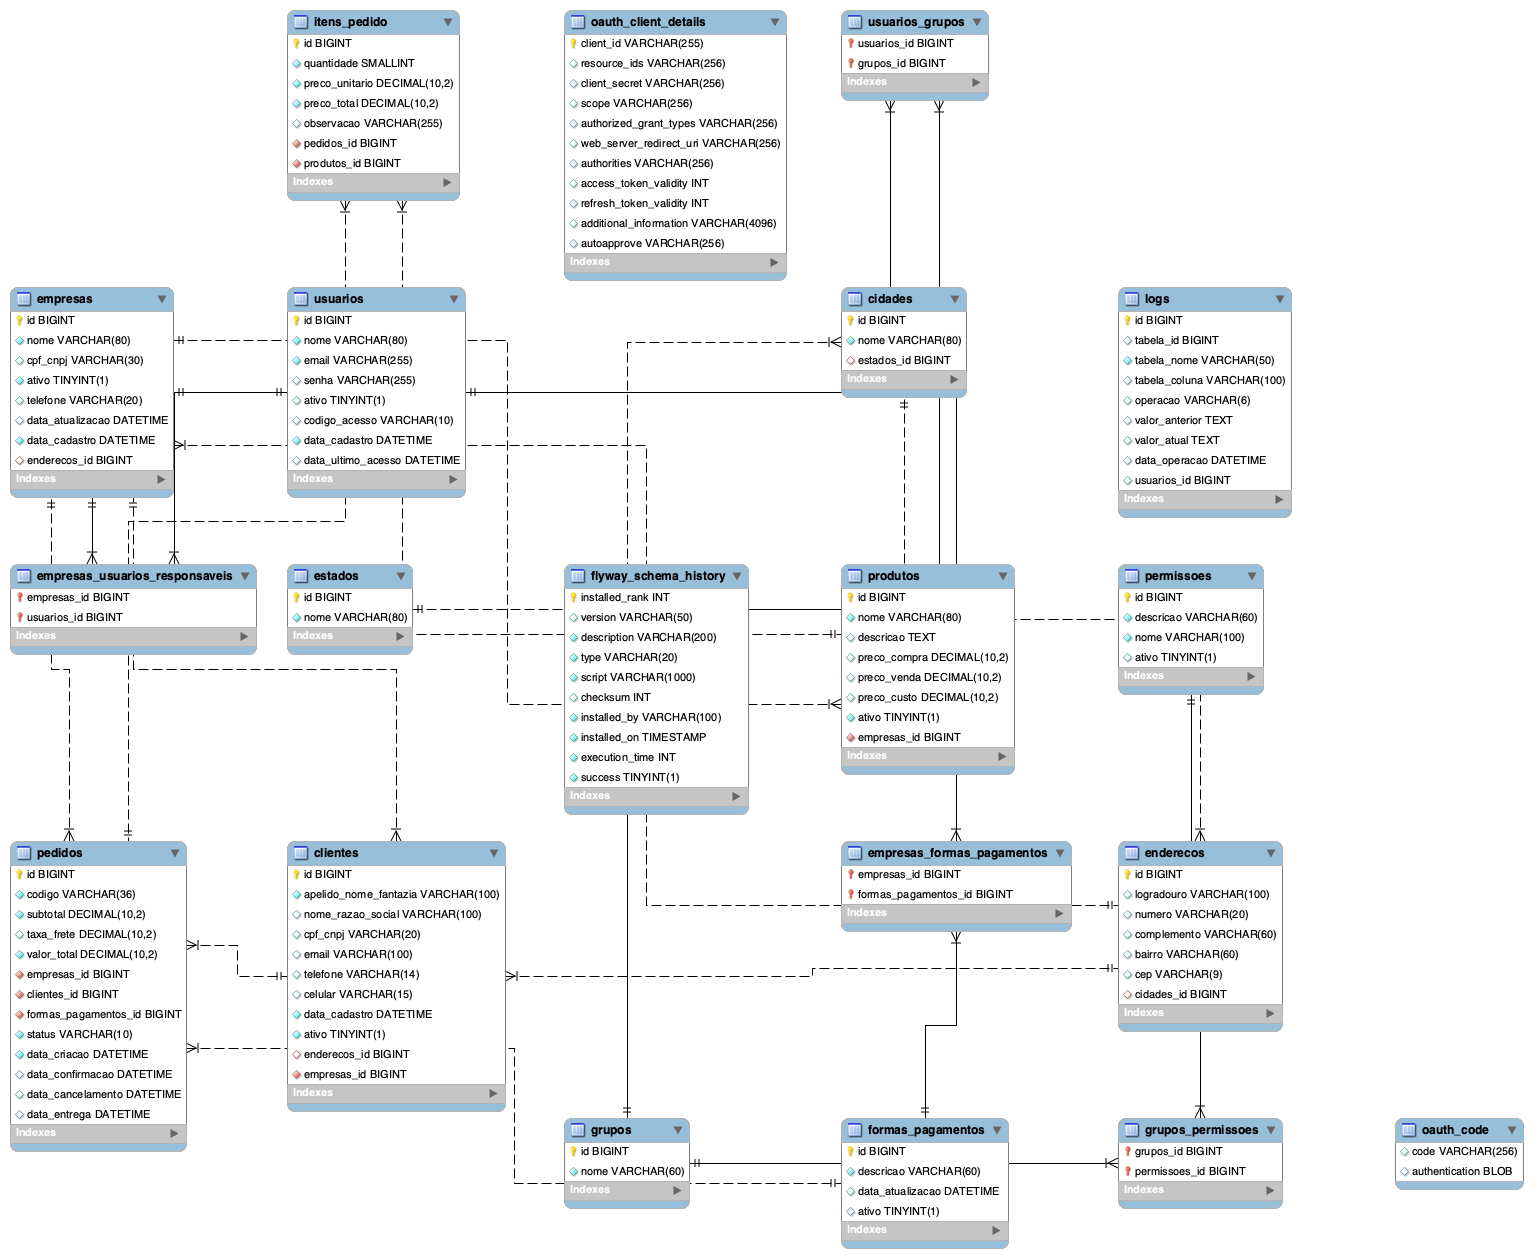 itens_pedido
id BIGINT
quantidade SMALLINT
preco_unitario DECIMAL(10,2)
preco_total DECIMAL(10,2)
observacao VARCHAR(255)
pedidos_id BIGINT
produtos_id BIGINT
Indexes
oauth_client_details
client_id VARCHAR(255)
resource_ids VARCHAR(256)
client_secret VARCHAR(256)
scope VARCHAR(256)
authorized_grant_types VARCHAR(256)
web_server_redirect_uri VARCHAR(256)
authorities VARCHAR(256)
access_token_validity INT
refresh_token_validity INT
additional_information VARCHAR(4096)
autoapprove VARCHAR(256)
Indexes
usuarios_grupos
usuarios_id BIGINT
grupos_id BIGINT
Indexes
empresas
id BIGINT
nome VARCHAR(80)
cpf_cnpj VARCHAR(30)
ativo TINYINT(1)
telefone VARCHAR(20)
data_atualizacao DATETIME
data_cadastro DATETIME
enderecos_id BIGINT
Indexes
usuarios
id BIGINT
nome VARCHAR(80)
email VARCHAR(255)
senha VARCHAR(255)
ativo TINYINT(1)
codigo_acesso VARCHAR(10)
data_cadastro DATETIME
data_ultimo_acesso DATETIME
Indexes
cidades
id BIGINT
nome VARCHAR(80)
estados_id BIGINT
Indexes
logs
id BIGINT
tabela_id BIGINT
tabela_nome VARCHAR(50)
tabela_coluna VARCHAR(100)
operacao VARCHAR(6)
valor_anterior TEXT
valor_atual TEXT
data_operacao DATETIME
usuarios_id BIGINT
Indexes
empresas_usuarios_responsaveis
empresas_id BIGINT
usuarios_id BIGINT
Indexes
estados
id BIGINT
nome VARCHAR(80)
Indexes
flyway_schema_history
installed_rank INT
version VARCHAR(50)
description VARCHAR(200)
type VARCHAR(20)
script VARCHAR(1000)
checksum INT
installed_by VARCHAR(100)
installed_on TIMESTAMP
execution_time INT
success TINYINT(1)
Indexes
produtos
id BIGINT
nome VARCHAR(80)
descricao TEXT
preco_compra DECIMAL(10,2)
preco_venda DECIMAL(10,2)
preco_custo DECIMAL(10,2)
ativo TINYINT(1)
empresas_id BIGINT
Indexes
permissoes
id BIGINT
descricao VARCHAR(60)
nome VARCHAR(100)
ativo TINYINT(1)
Indexes
pedidos
id BIGINT
codigo VARCHAR(36)
subtotal DECIMAL(10,2)
taxa_frete DECIMAL(10,2)
valor_total DECIMAL(10,2)
empresas_id BIGINT
clientes_id BIGINT
formas_pagamentos_id BIGINT
status VARCHAR(10)
data_criacao DATETIME
data_confirmacao DATETIME
data_cancelamento DATETIME
data_entrega DATETIME
Indexes
clientes
id BIGINT
apelido_nome_fantazia VARCHAR(100)
nome_razao_social VARCHAR(100)
cpf_cnpj VARCHAR(20)
email VARCHAR(100)
telefone VARCHAR(14)
celular VARCHAR(15)
data_cadastro DATETIME
ativo TINYINT(1)
enderecos_id BIGINT
empresas_id BIGINT
Indexes
empresas_formas_pagamentos
empresas_id BIGINT
formas_pagamentos_id BIGINT
Indexes
enderecos
id BIGINT
logradouro VARCHAR(100)
numero VARCHAR(20)
complemento VARCHAR(60)
bairro VARCHAR(60)
cep VARCHAR(9)
cidades_id BIGINT
Indexes
grupos
id BIGINT
nome VARCHAR(60)
Indexes
formas_pagamentos
id BIGINT
descricao VARCHAR(60)
data_atualizacao DATETIME
ativo TINYINT(1)
Indexes
grupos_permissoes
grupos_id BIGINT
permissoes_id BIGINT
Indexes
oauth_code
code VARCHAR(256)
authentication BLOB